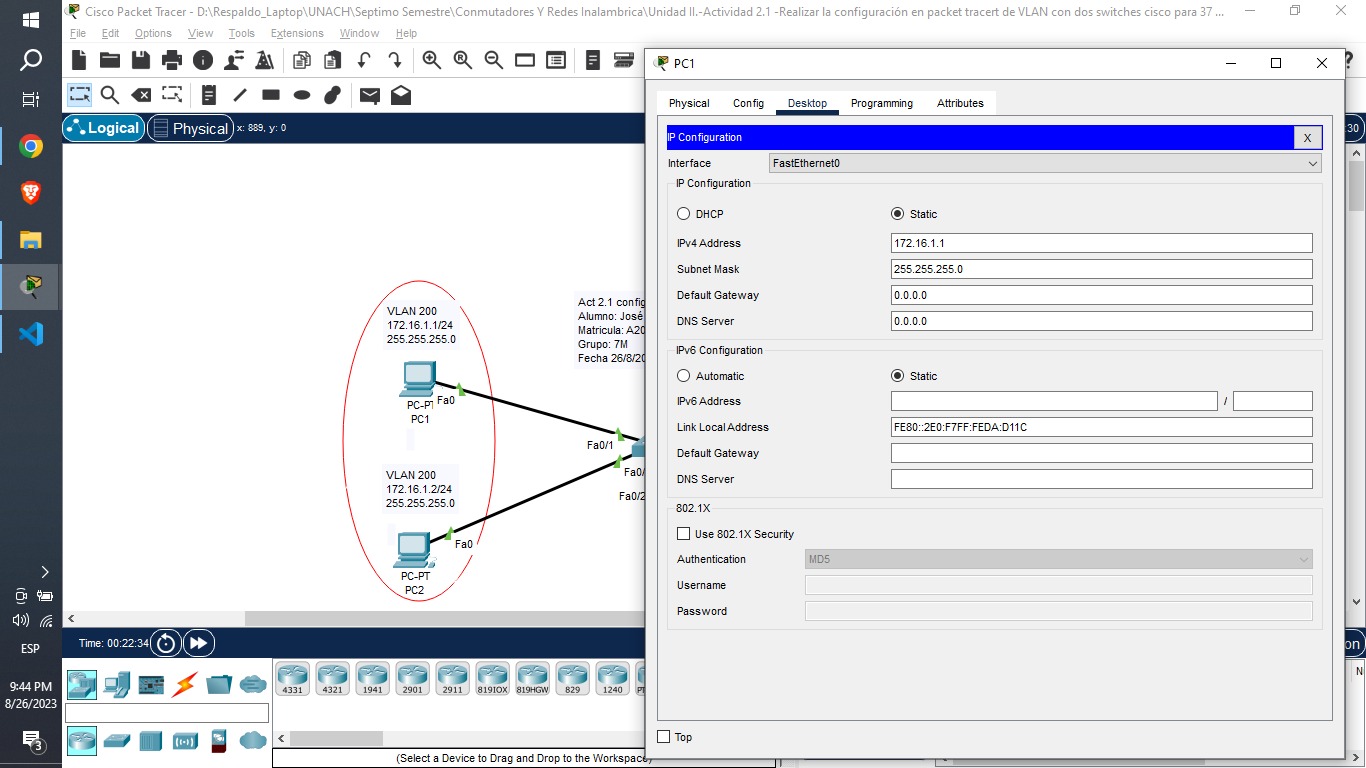 Cisco Packet Tracer - D:\Respaldo_Laptop\UNACH\Septimo Semestre\Conmutadores Y Redes Inalambrica\Unidad II.-Actividad 2.1 -Realizar la configuración en packet tracert de VLAN con dos switches cisco para 37 ...
File Edit Options View Tools Extensions Window Help
Logical Physical x: 889, y: 0
:30
VLAN 200
172.16.1.1/24
255.255.255.0
PC-PT
PC1
Fa0
VLAN 200
172.16.1.2/24
255.255.255.0
PC-PT
PC2
Fa0
Act 2.1 config
Alumno: José
Matricula: A20
Grupo: 7M
Fecha 26/8/20
Fa0/1
Fa0/
Fa0/2
PC1
Physical Config Desktop Programming Attributes
IP Configuration X
Interface FastEthernet0
IP Configuration
DHCP Static
IPv4 Address 172.16.1.1
Subnet Mask 255.255.255.0
Default Gateway 0.0.0.0
DNS Server 0.0.0.0
IPv6 Configuration
Automatic Static
IPv6 Address /
Link Local Address FE80::2E0:F7FF:FEDA:D11C
Default Gateway
DNS Server
802.1X
Use 802.1X Security
Authentication MD5
Username
Password
Top
Time: 00:22:34
on
4331 4321 1941 2901 2911 819IOX 819HGW 829 1240 PT
(Select a Device to Drag and Drop to the Workspace)
ESP
9:44 PM
8/26/2023
3